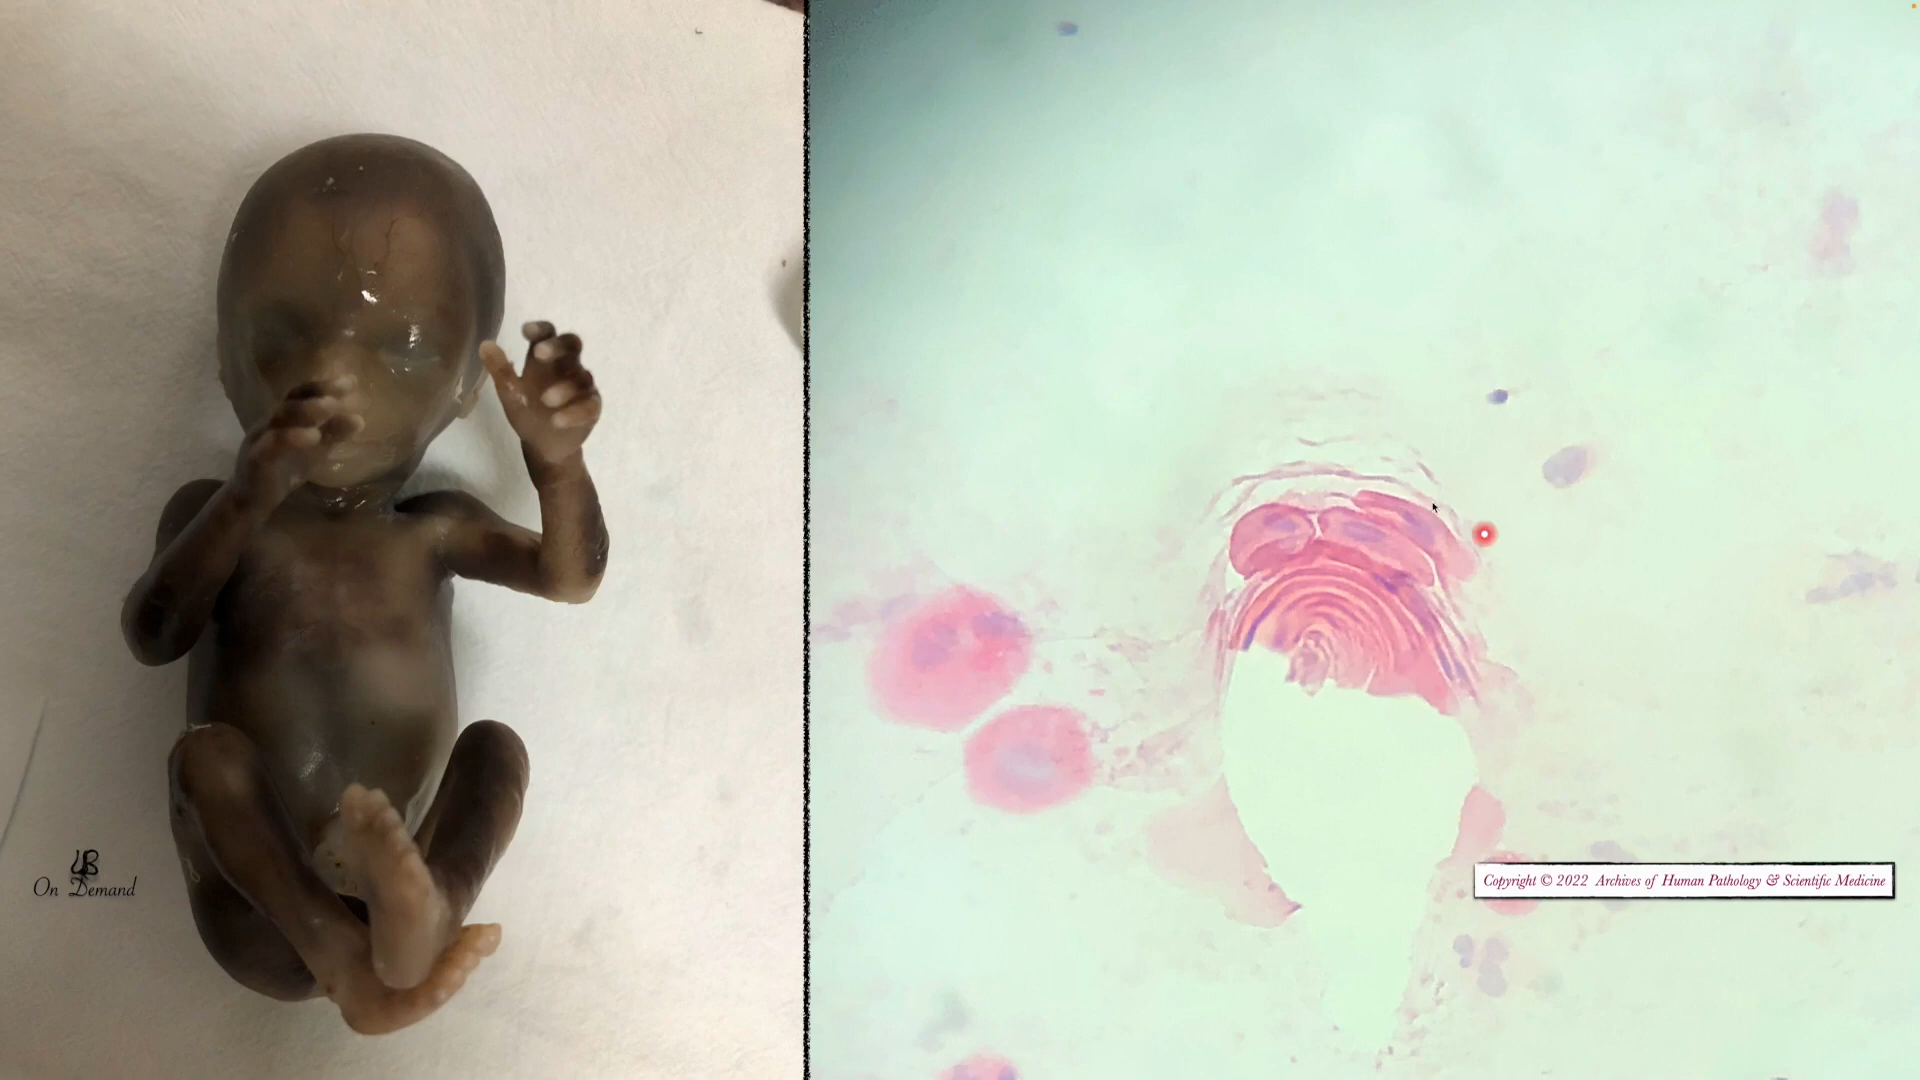 On Demand
Copyright © 2022 Archives of Human Pathology & Scientific Medicine